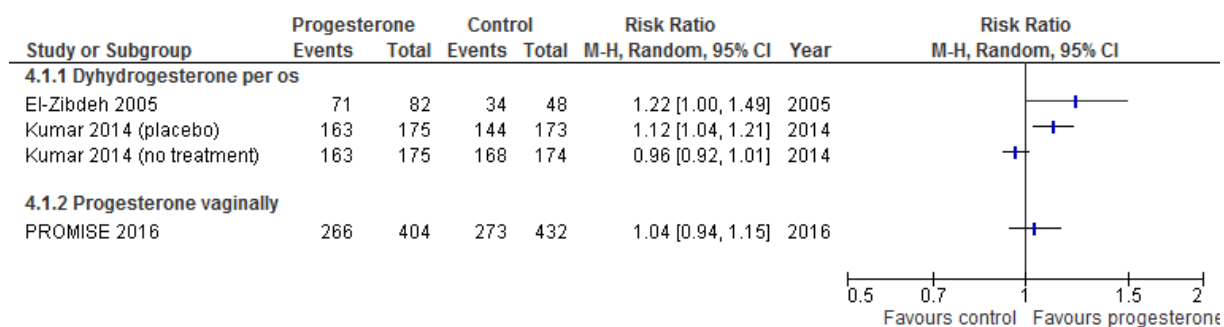 Progesterone Control Risk Ratio Risk Ratio
Study or Subgroup Events Total Events Total M-H, Random, 95% CI Year M-H, Random, 95% CI
4.1.1 Dyhydrogesterone per os
El-Zibdeh 2005 71 82 34 48 1.22 [1.00, 1.49] 2005
Kumar 2014 (placebo) 163 175 144 173 1.12 [1.04, 1.21] 2014
Kumar 2014 (no treatment) 163 175 168 174 0.96 [0.92, 1.01] 2014
4.1.2 Progesterone vaginally
PROMISE 2016 266 404 273 432 1.04 [0.94, 1.15] 2016
0.5 0.7 1 1.5 2
Favours control Favours progesterone